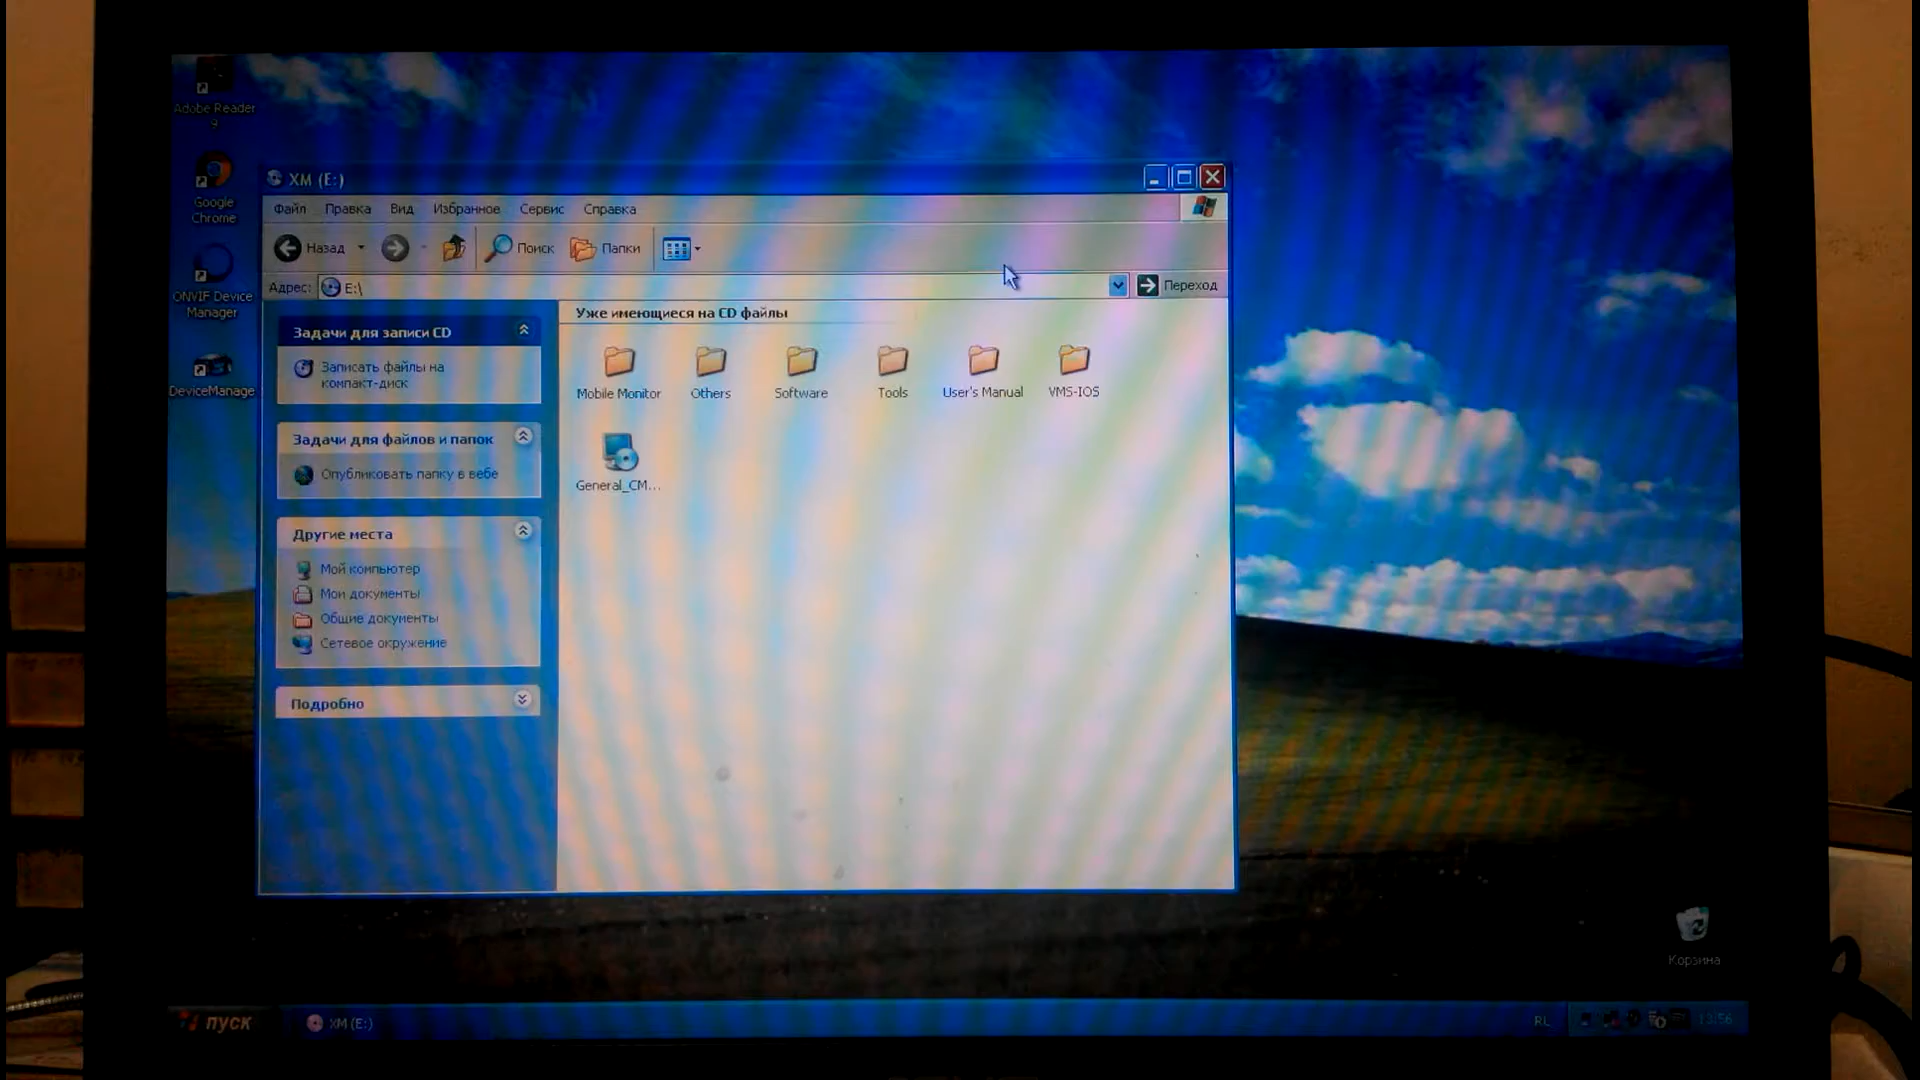 Adobe Reader
9
Google
Chrome
ONVIF Device
Manager
DeviceManage
XM (E:)
Файл Правка Вид Избранное Сервис Справка
Назад Поиск Папки
Адрес: E:\ Переход
Задачи для записи CD
Записать файлы на
компакт-диск
Задачи для файлов и папок
Опубликовать папку в вебе
Другие места
Мой компьютер
Мои документы
Общие документы
Сетевое окружение
Подробно
Уже имеющиеся на CD файлы
Mobile Monitor Others Software Tools User's Manual VMS-IOS
General_CM...
Корзина
пуск XM (E:) RL 13:56